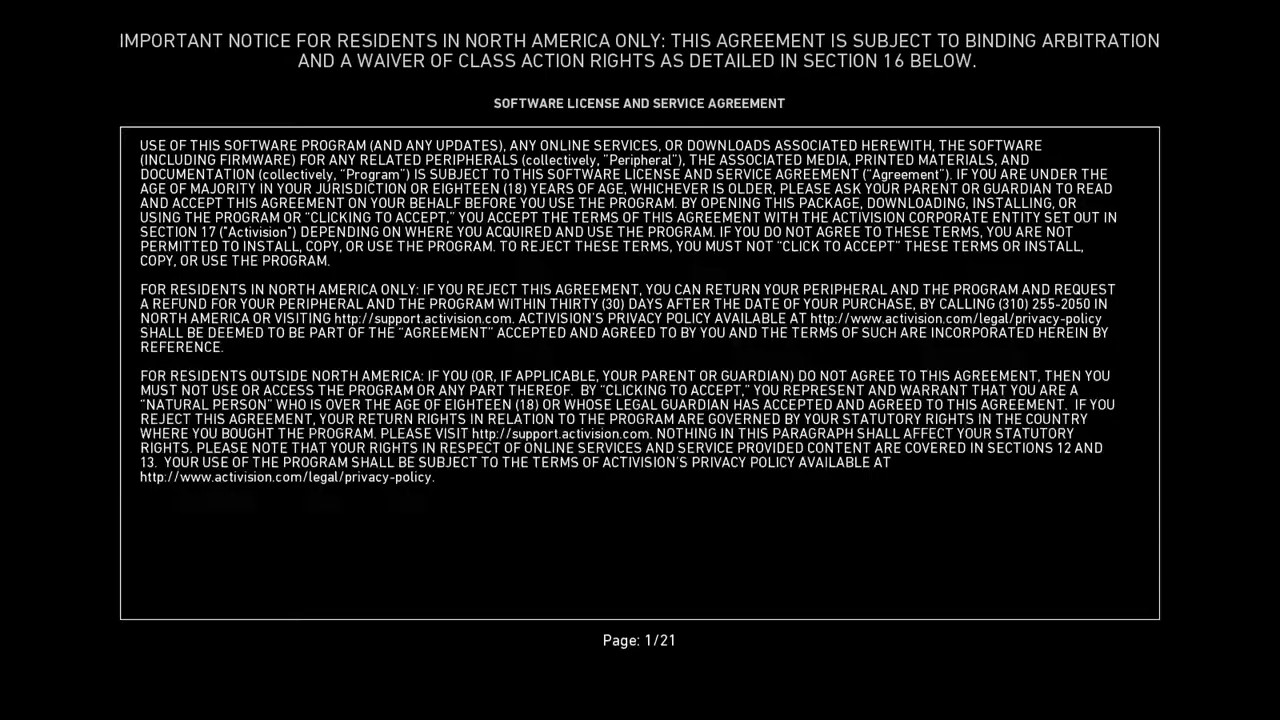 IMPORTANT NOTICE FOR RESIDENTS IN NORTH AMERICA ONLY: THIS AGREEMENT IS SUBJECT TO BINDING ARBITRATION
AND A WAIVER OF CLASS ACTION RIGHTS AS DETAILED IN SECTION 16 BELOW.
SOFTWARE LICENSE AND SERVICE AGREEMENT
USE OF THIS SOFTWARE PROGRAM (AND ANY UPDATES), ANY ONLINE SERVICES, OR DOWNLOADS ASSOCIATED HEREWITH, THE SOFTWARE
(INCLUDING FIRMWARE) FOR ANY RELATED PERIPHERALS (collectively, “Peripheral”), THE ASSOCIATED MEDIA, PRINTED MATERIALS, AND
DOCUMENTATION (collectively, “Program”) IS SUBJECT TO THIS SOFTWARE LICENSE AND SERVICE AGREEMENT (“Agreement”). IF YOU ARE UNDER THE
AGE OF MAJORITY IN YOUR JURISDICTION OR EIGHTEEN (18) YEARS OF AGE, WHICHEVER IS OLDER, PLEASE ASK YOUR PARENT OR GUARDIAN TO READ
AND ACCEPT THIS AGREEMENT ON YOUR BEHALF BEFORE YOU USE THE PROGRAM. BY OPENING THIS PACKAGE, DOWNLOADING, INSTALLING, OR
USING THE PROGRAM OR “CLICKING TO ACCEPT,” YOU ACCEPT THE TERMS OF THIS AGREEMENT WITH THE ACTIVISION CORPORATE ENTITY SET OUT IN
SECTION 17 ("Activision") DEPENDING ON WHERE YOU ACQUIRED AND USE THE PROGRAM. IF YOU DO NOT AGREE TO THESE TERMS, YOU ARE NOT
PERMITTED TO INSTALL, COPY, OR USE THE PROGRAM. TO REJECT THESE TERMS, YOU MUST NOT “CLICK TO ACCEPT” THESE TERMS OR INSTALL,
COPY, OR USE THE PROGRAM.
FOR RESIDENTS IN NORTH AMERICA ONLY: IF YOU REJECT THIS AGREEMENT, YOU CAN RETURN YOUR PERIPHERAL AND THE PROGRAM AND REQUEST
A REFUND FOR YOUR PERIPHERAL AND THE PROGRAM WITHIN THIRTY (30) DAYS AFTER THE DATE OF YOUR PURCHASE, BY CALLING (310) 255-2050 IN
NORTH AMERICA OR VISITING http://support.activision.com. ACTIVISION’S PRIVACY POLICY AVAILABLE AT http://www.activision.com/legal/privacy-policy
SHALL BE DEEMED TO BE PART OF THE “AGREEMENT” ACCEPTED AND AGREED TO BY YOU AND THE TERMS OF SUCH ARE INCORPORATED HEREIN BY
REFERENCE.
FOR RESIDENTS OUTSIDE NORTH AMERICA: IF YOU (OR, IF APPLICABLE, YOUR PARENT OR GUARDIAN) DO NOT AGREE TO THIS AGREEMENT, THEN YOU
MUST NOT USE OR ACCESS THE PROGRAM OR ANY PART THEREOF.  BY “CLICKING TO ACCEPT,” YOU REPRESENT AND WARRANT THAT YOU ARE A
“NATURAL PERSON” WHO IS OVER THE AGE OF EIGHTEEN (18) OR WHOSE LEGAL GUARDIAN HAS ACCEPTED AND AGREED TO THIS AGREEMENT.  IF YOU
REJECT THIS AGREEMENT, YOUR RETURN RIGHTS IN RELATION TO THE PROGRAM ARE GOVERNED BY YOUR STATUTORY RIGHTS IN THE COUNTRY
WHERE YOU BOUGHT THE PROGRAM. PLEASE VISIT http://support.activision.com. NOTHING IN THIS PARAGRAPH SHALL AFFECT YOUR STATUTORY
RIGHTS. PLEASE NOTE THAT YOUR RIGHTS IN RESPECT OF ONLINE SERVICES AND SERVICE PROVIDED CONTENT ARE COVERED IN SECTIONS 12 AND
13.  YOUR USE OF THE PROGRAM SHALL BE SUBJECT TO THE TERMS OF ACTIVISION’S PRIVACY POLICY AVAILABLE AT
http://www.activision.com/legal/privacy-policy.
Page: 1/21